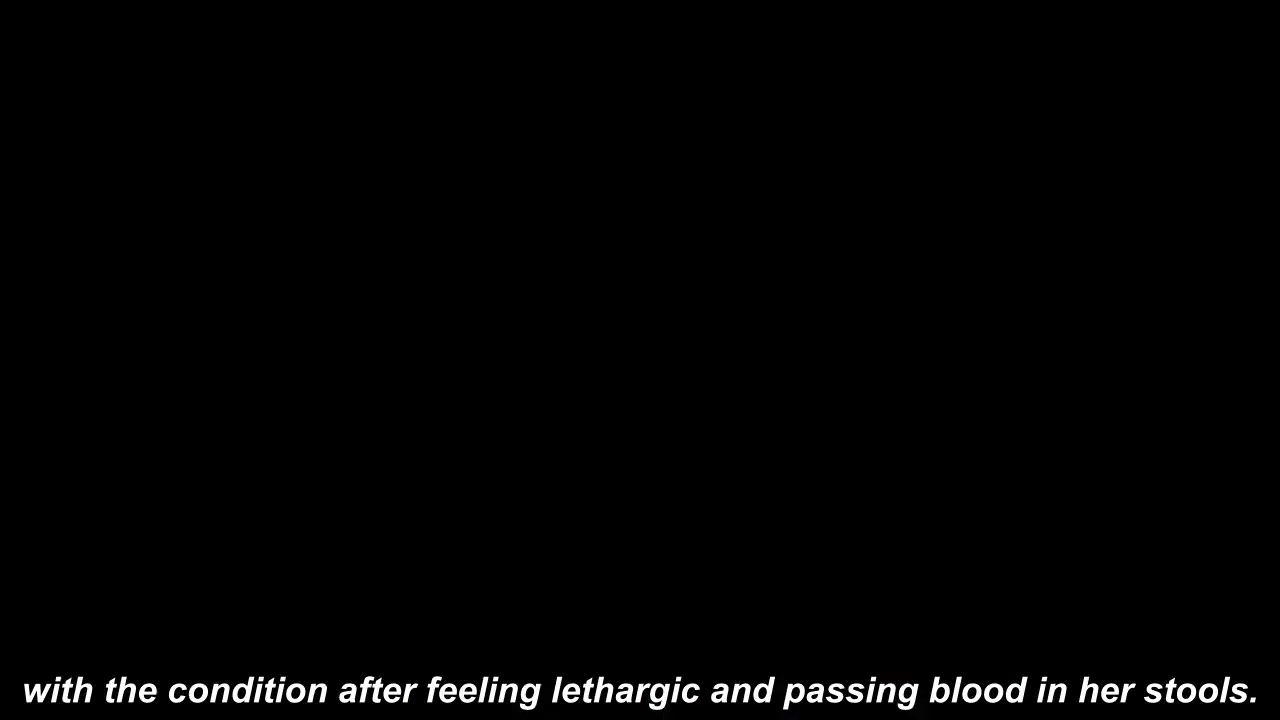 with the condition after feeling lethargic and passing blood in her stools.